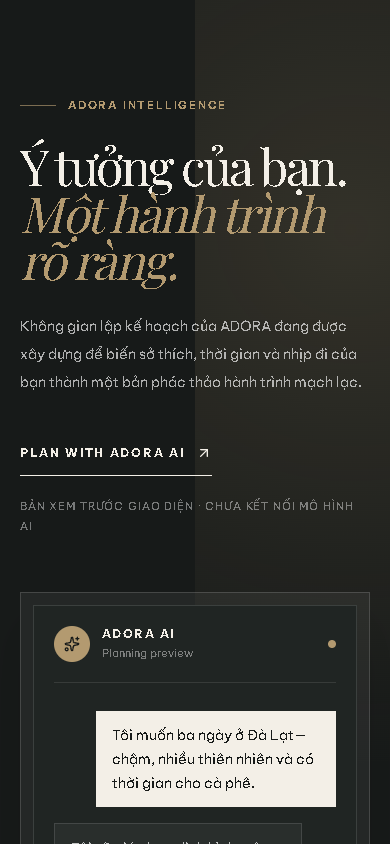 ADORA INTELLIGENCE
Ý tưởng của bạn.
Một hành trình
rõ ràng.
Không gian lập kế hoạch của ADORA đang được
xây dựng để biến sở thích, thời gian và nhịp đi của
bạn thành một bản phác thảo hành trình mạch lạc.
PLAN WITH ADORA AI
BẢN XEM TRƯỚC GIAO DIỆN · CHƯA KẾT NỐI MÔ HÌNH
AI
ADORA AI
Planning preview
Tôi muốn ba ngày ở Đà Lạt—
chậm, nhiều thiên nhiên và có
thời gian cho cà phê.